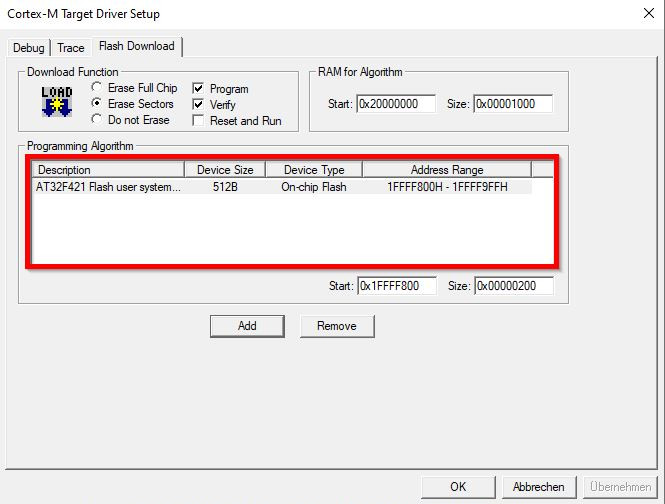 Cortex-M Target Driver Setup
Debug Trace Flash Download
Download Function
LOAD
Erase Full Chip
Erase Sectors
Do not Erase
Program
Verify
Reset and Run
RAM for Algorithm
Start: 0x20000000 Size: 0x00001000
Programming Algorithm
Description Device Size Device Type Address Range
AT32F421 Flash user system... 512B On-chip Flash 1FFFF800H - 1FFFF9FFH
Start: 0x1FFFF800 Size: 0x00000200
Add Remove
OK Abbrechen Übernehmen